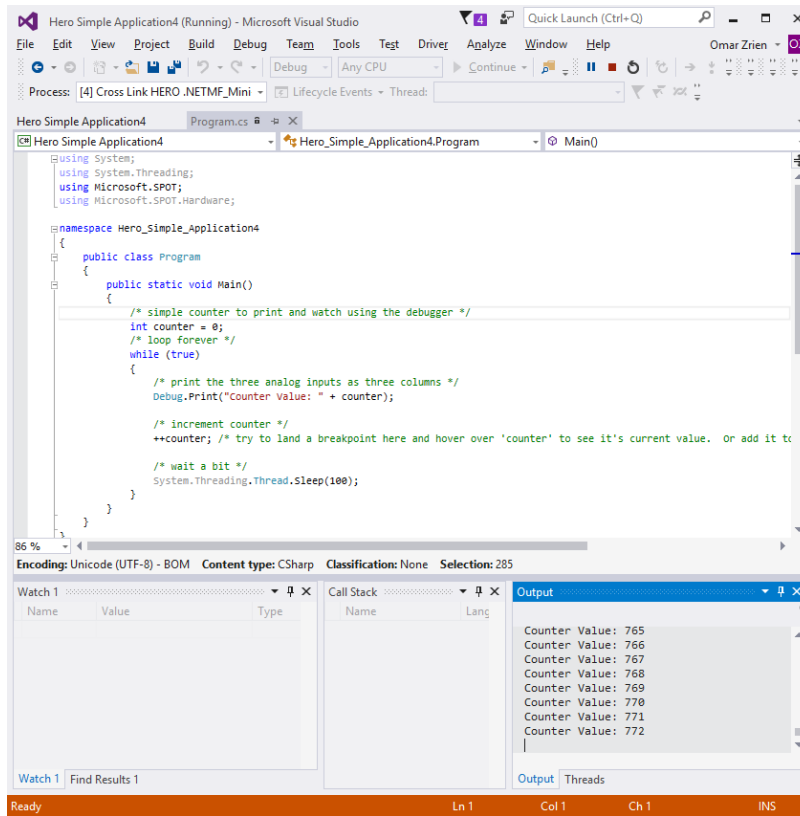 Hero Simple Application4 (Running) - Microsoft Visual Studio
4
Quick Launch (Ctrl+Q)
File Edit View Project Build Debug Team Tools Test Driver Analyze Window Help Omar Zrien
Debug Any CPU Continue
Process: [4] Cross Link HERO .NETMF_Mini Lifecycle Events Thread:
Hero Simple Application4 Program.cs
C# Hero Simple Application4 Hero_Simple_Application4.Program Main()
using System;
using System.Threading;
using Microsoft.SPOT;
using Microsoft.SPOT.Hardware;
namespace Hero_Simple_Application4
{
public class Program
{
public static void Main()
{
/* simple counter to print and watch using the debugger */
int counter = 0;
/* loop forever */
while (true)
{
/* print the three analog inputs as three columns */
Debug.Print("Counter Value: " + counter);
/* increment counter */
++counter; /* try to land a breakpoint here and hover over 'counter' to see it's current value. Or add it to
/* wait a bit */
System.Threading.Thread.Sleep(100);
}
}
}
}
86 %
Encoding: Unicode (UTF-8) - BOM Content type: CSharp Classification: None Selection: 285
Watch 1 Call Stack Output
Name Value Type Name Lang
Counter Value: 765
Counter Value: 766
Counter Value: 767
Counter Value: 768
Counter Value: 769
Counter Value: 770
Counter Value: 771
Counter Value: 772
Watch 1 Find Results 1 Output Threads
Ready Ln 1 Col 1 Ch 1 INS